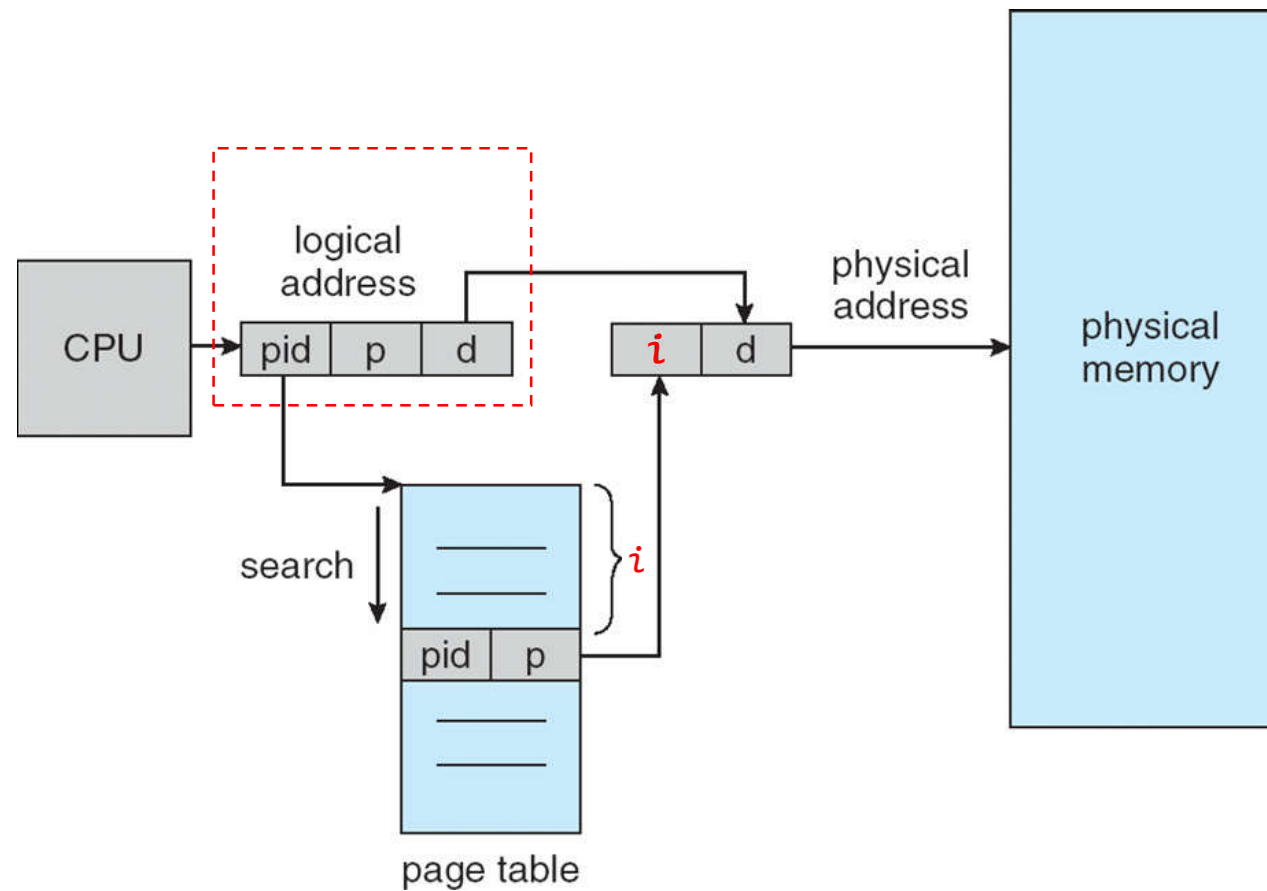 logical
address
physical
address
CPU
pid
p
d
i
d
physical
memory
search
i
pid
p
page table